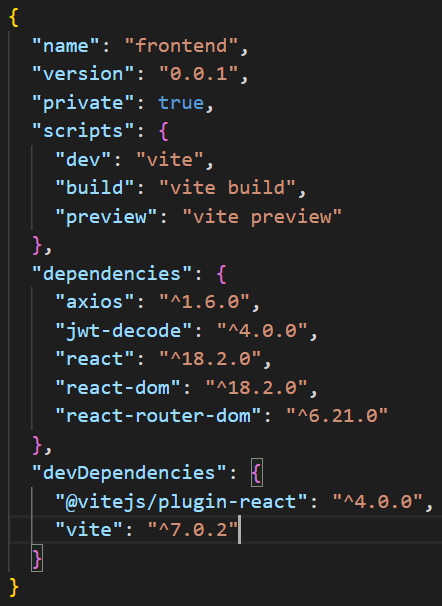 {
  "name": "frontend",
  "version": "0.0.1",
  "private": true,
  "scripts": {
    "dev": "vite",
    "build": "vite build",
    "preview": "vite preview"
  },
  "dependencies": {
    "axios": "^1.6.0",
    "jwt-decode": "^4.0.0",
    "react": "^18.2.0",
    "react-dom": "^18.2.0",
    "react-router-dom": "^6.21.0"
  },
  "devDependencies": {
    "@vitejs/plugin-react": "^4.0.0",
    "vite": "^7.0.2"
  }
}